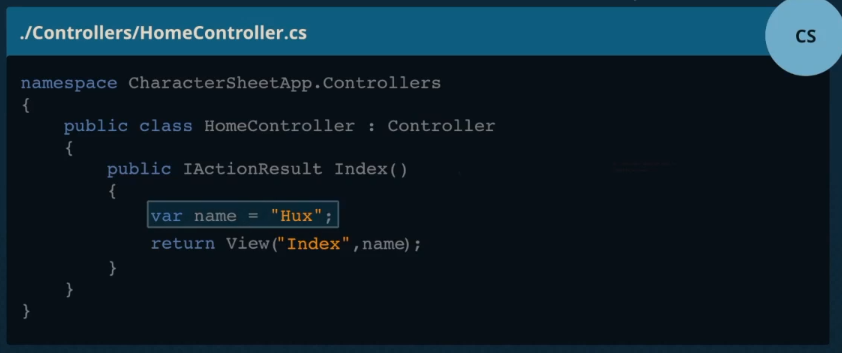 ./Controllers/HomeController.cs
CS
namespace CharacterSheetApp.Controllers
{
    public class HomeController : Controller
    {
        public IActionResult Index()
        {
            var name = "Hux";
            return View("Index",name);
        }
    }
}